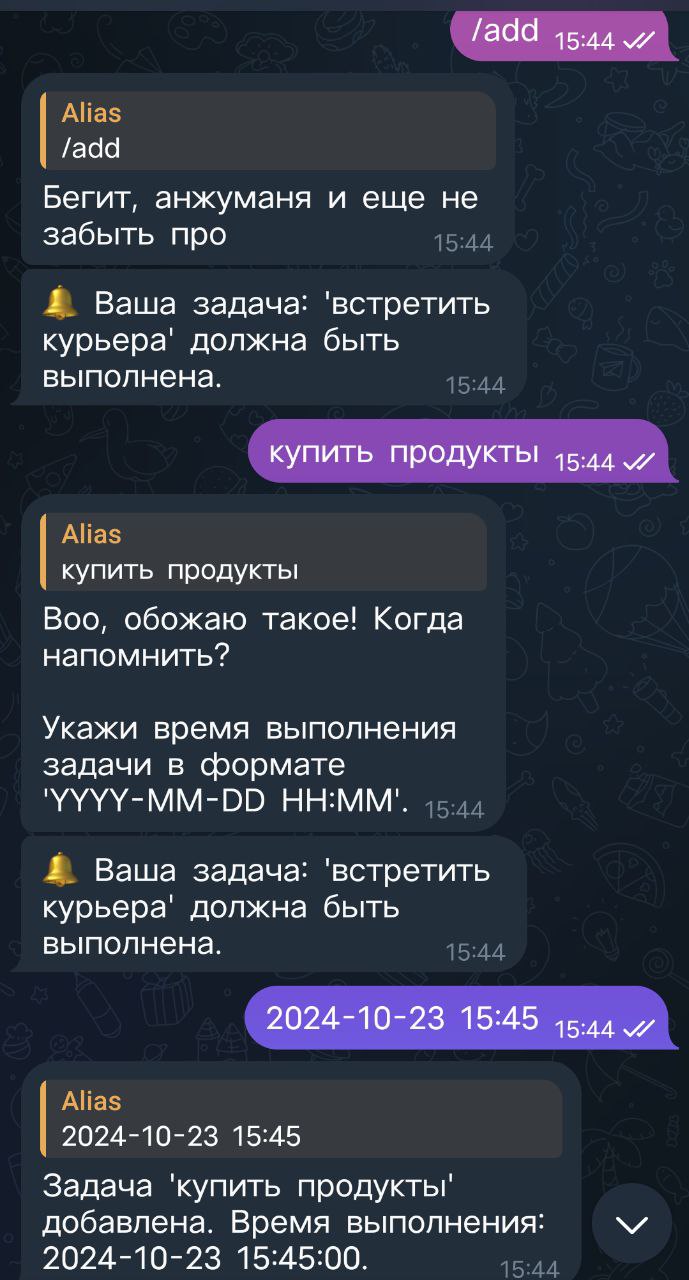 /add 15:44
Alias
/add
Бегит, анжуманя и еще не
забыть про 15:44
🔔 Ваша задача: 'встретить
курьера' должна быть
выполнена. 15:44
купить продукты 15:44
Alias
купить продукты
Воо, обожаю такое! Когда
напомнить?
Укажи время выполнения
задачи в формате
'YYYY-MM-DD HH:MM'. 15:44
🔔 Ваша задача: 'встретить
курьера' должна быть
выполнена. 15:44
2024-10-23 15:45 15:44
Alias
2024-10-23 15:45
Задача 'купить продукты'
добавлена. Время выполнения:
2024-10-23 15:45:00. 15:44